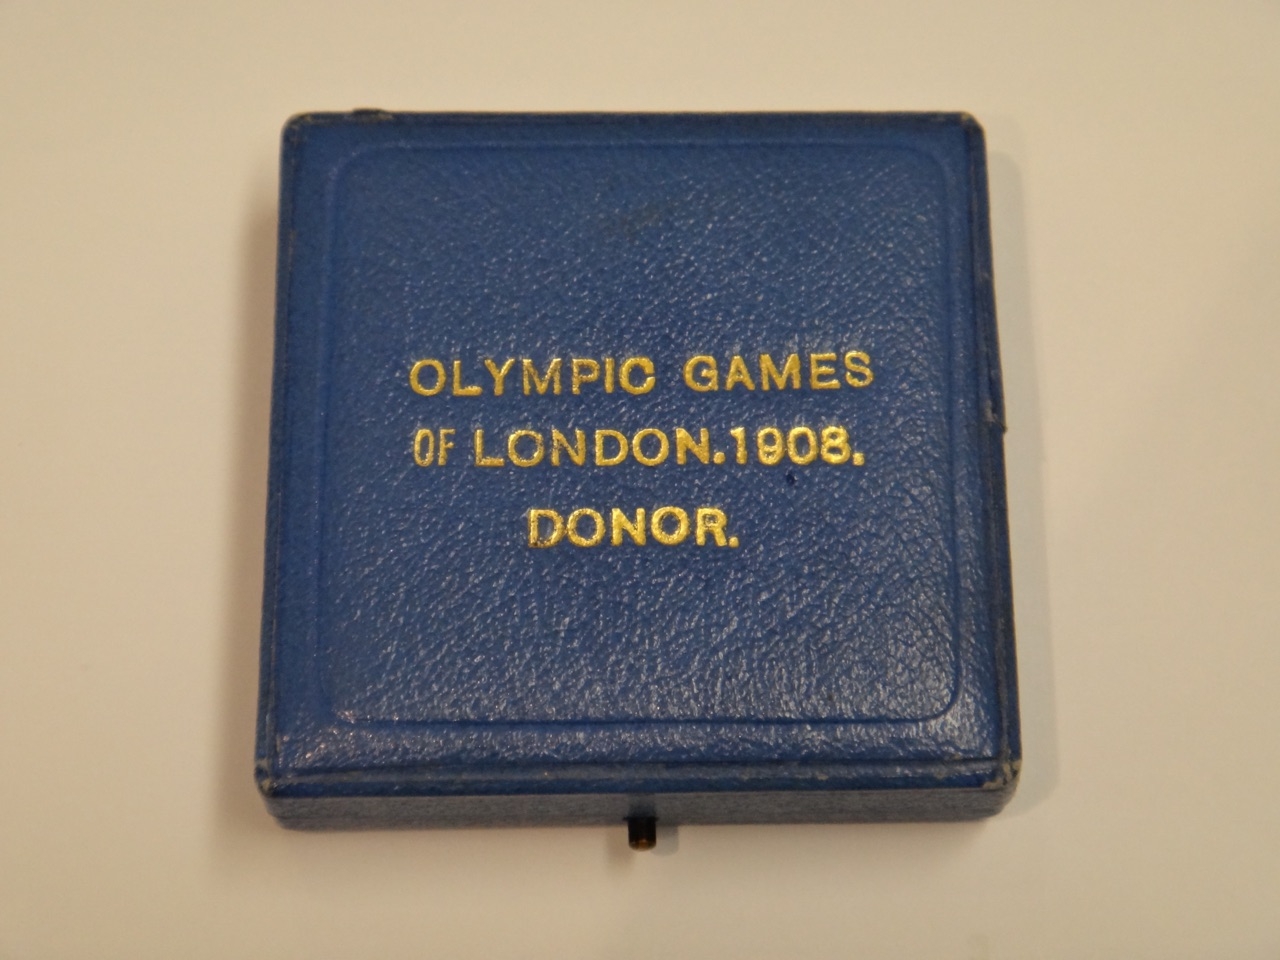 OLYMPIC GAMES
OF LONDON.1908.
DONOR.